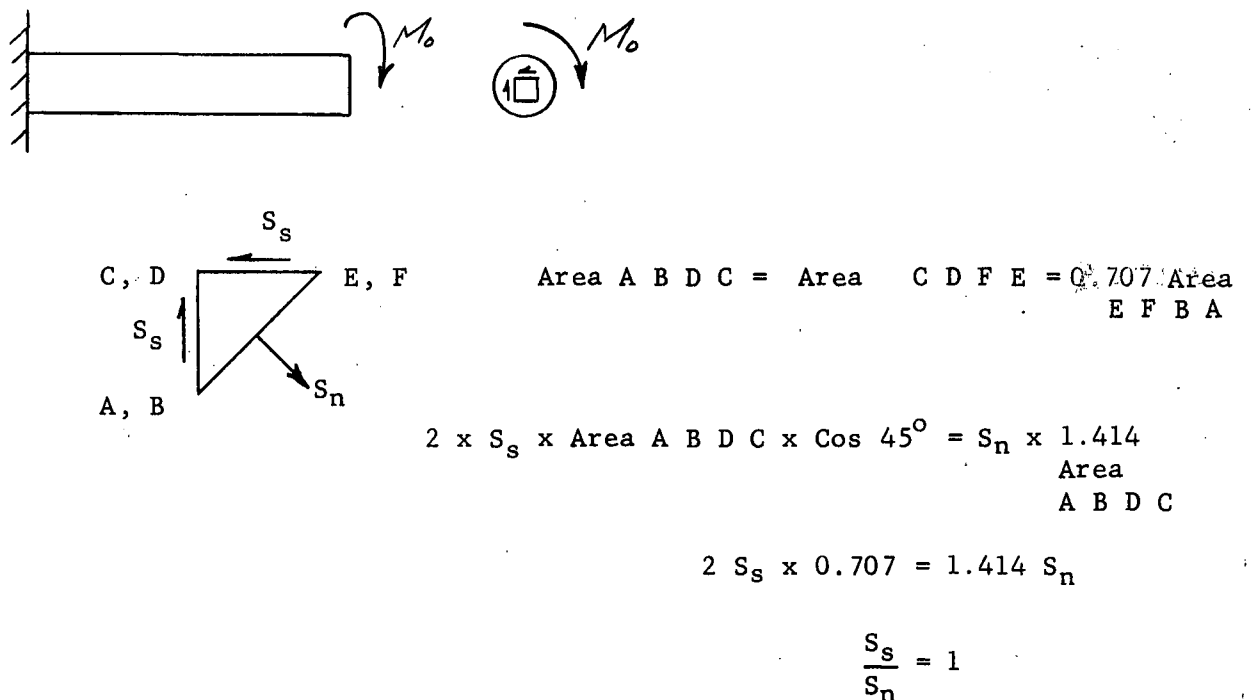 M₀ M₀
S_s
C, D E, F Area A B D C = Area C D F E = 0.707 Area
E F B A
S_s
S_n
A, B
2 x S_s x Area A B D C x Cos 45° = S_n x 1.414
Area
A B D C
2 S_s x 0.707 = 1.414 S_n
S_s
S_n = 1